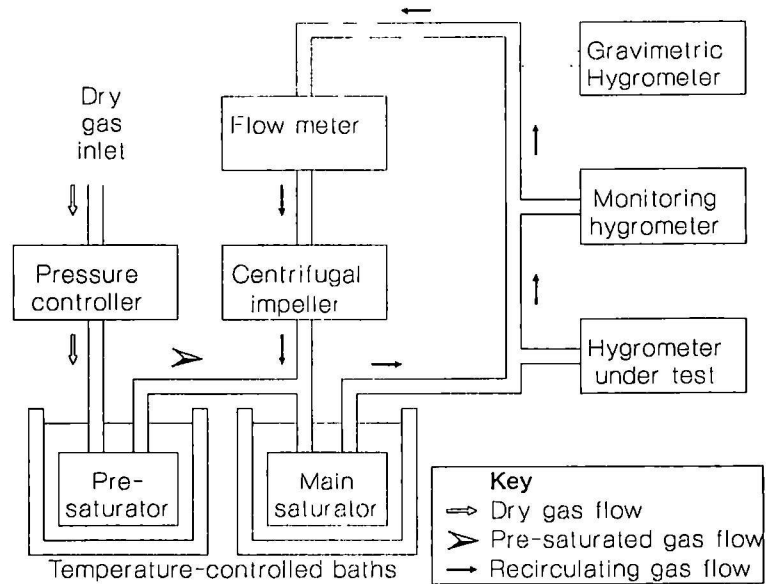 Dry
gas
inlet
Flow meter
Gravimetric
Hygrometer
Pressure
controller
Centrifugal
impeller
Monitoring
hygrometer
Hygrometer
under test
Pre-
saturator
Main
saturator
Temperature-controlled baths
Key
Dry gas flow
Pre-saturated gas flow
Recirculating gas flow